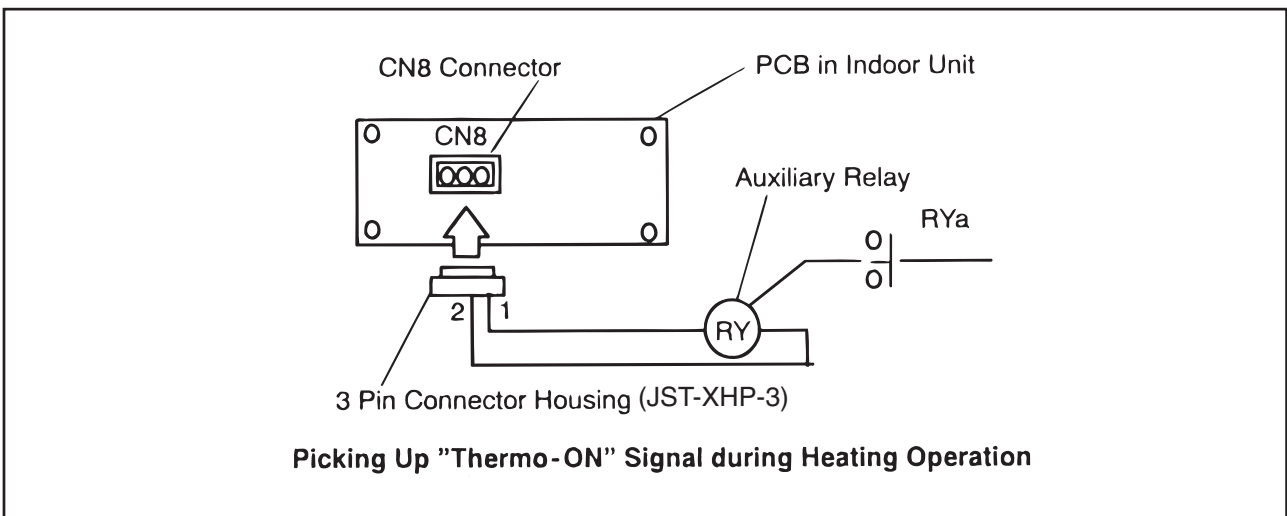 CN8 Connector
PCB in Indoor Unit
CN8
Auxiliary Relay
RYa
2 1
RY
3 Pin Connector Housing (JST-XHP-3)
Picking Up "Thermo-ON" Signal during Heating Operation